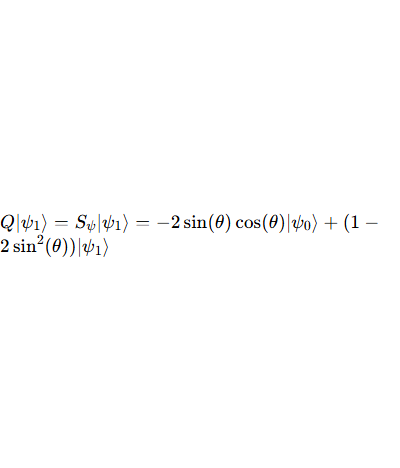 Q|ψ₁⟩ = S_ψ|ψ₁⟩ = −2 sin(θ) cos(θ)|ψ₀⟩ + (1 −
2 sin²(θ))|ψ₁⟩